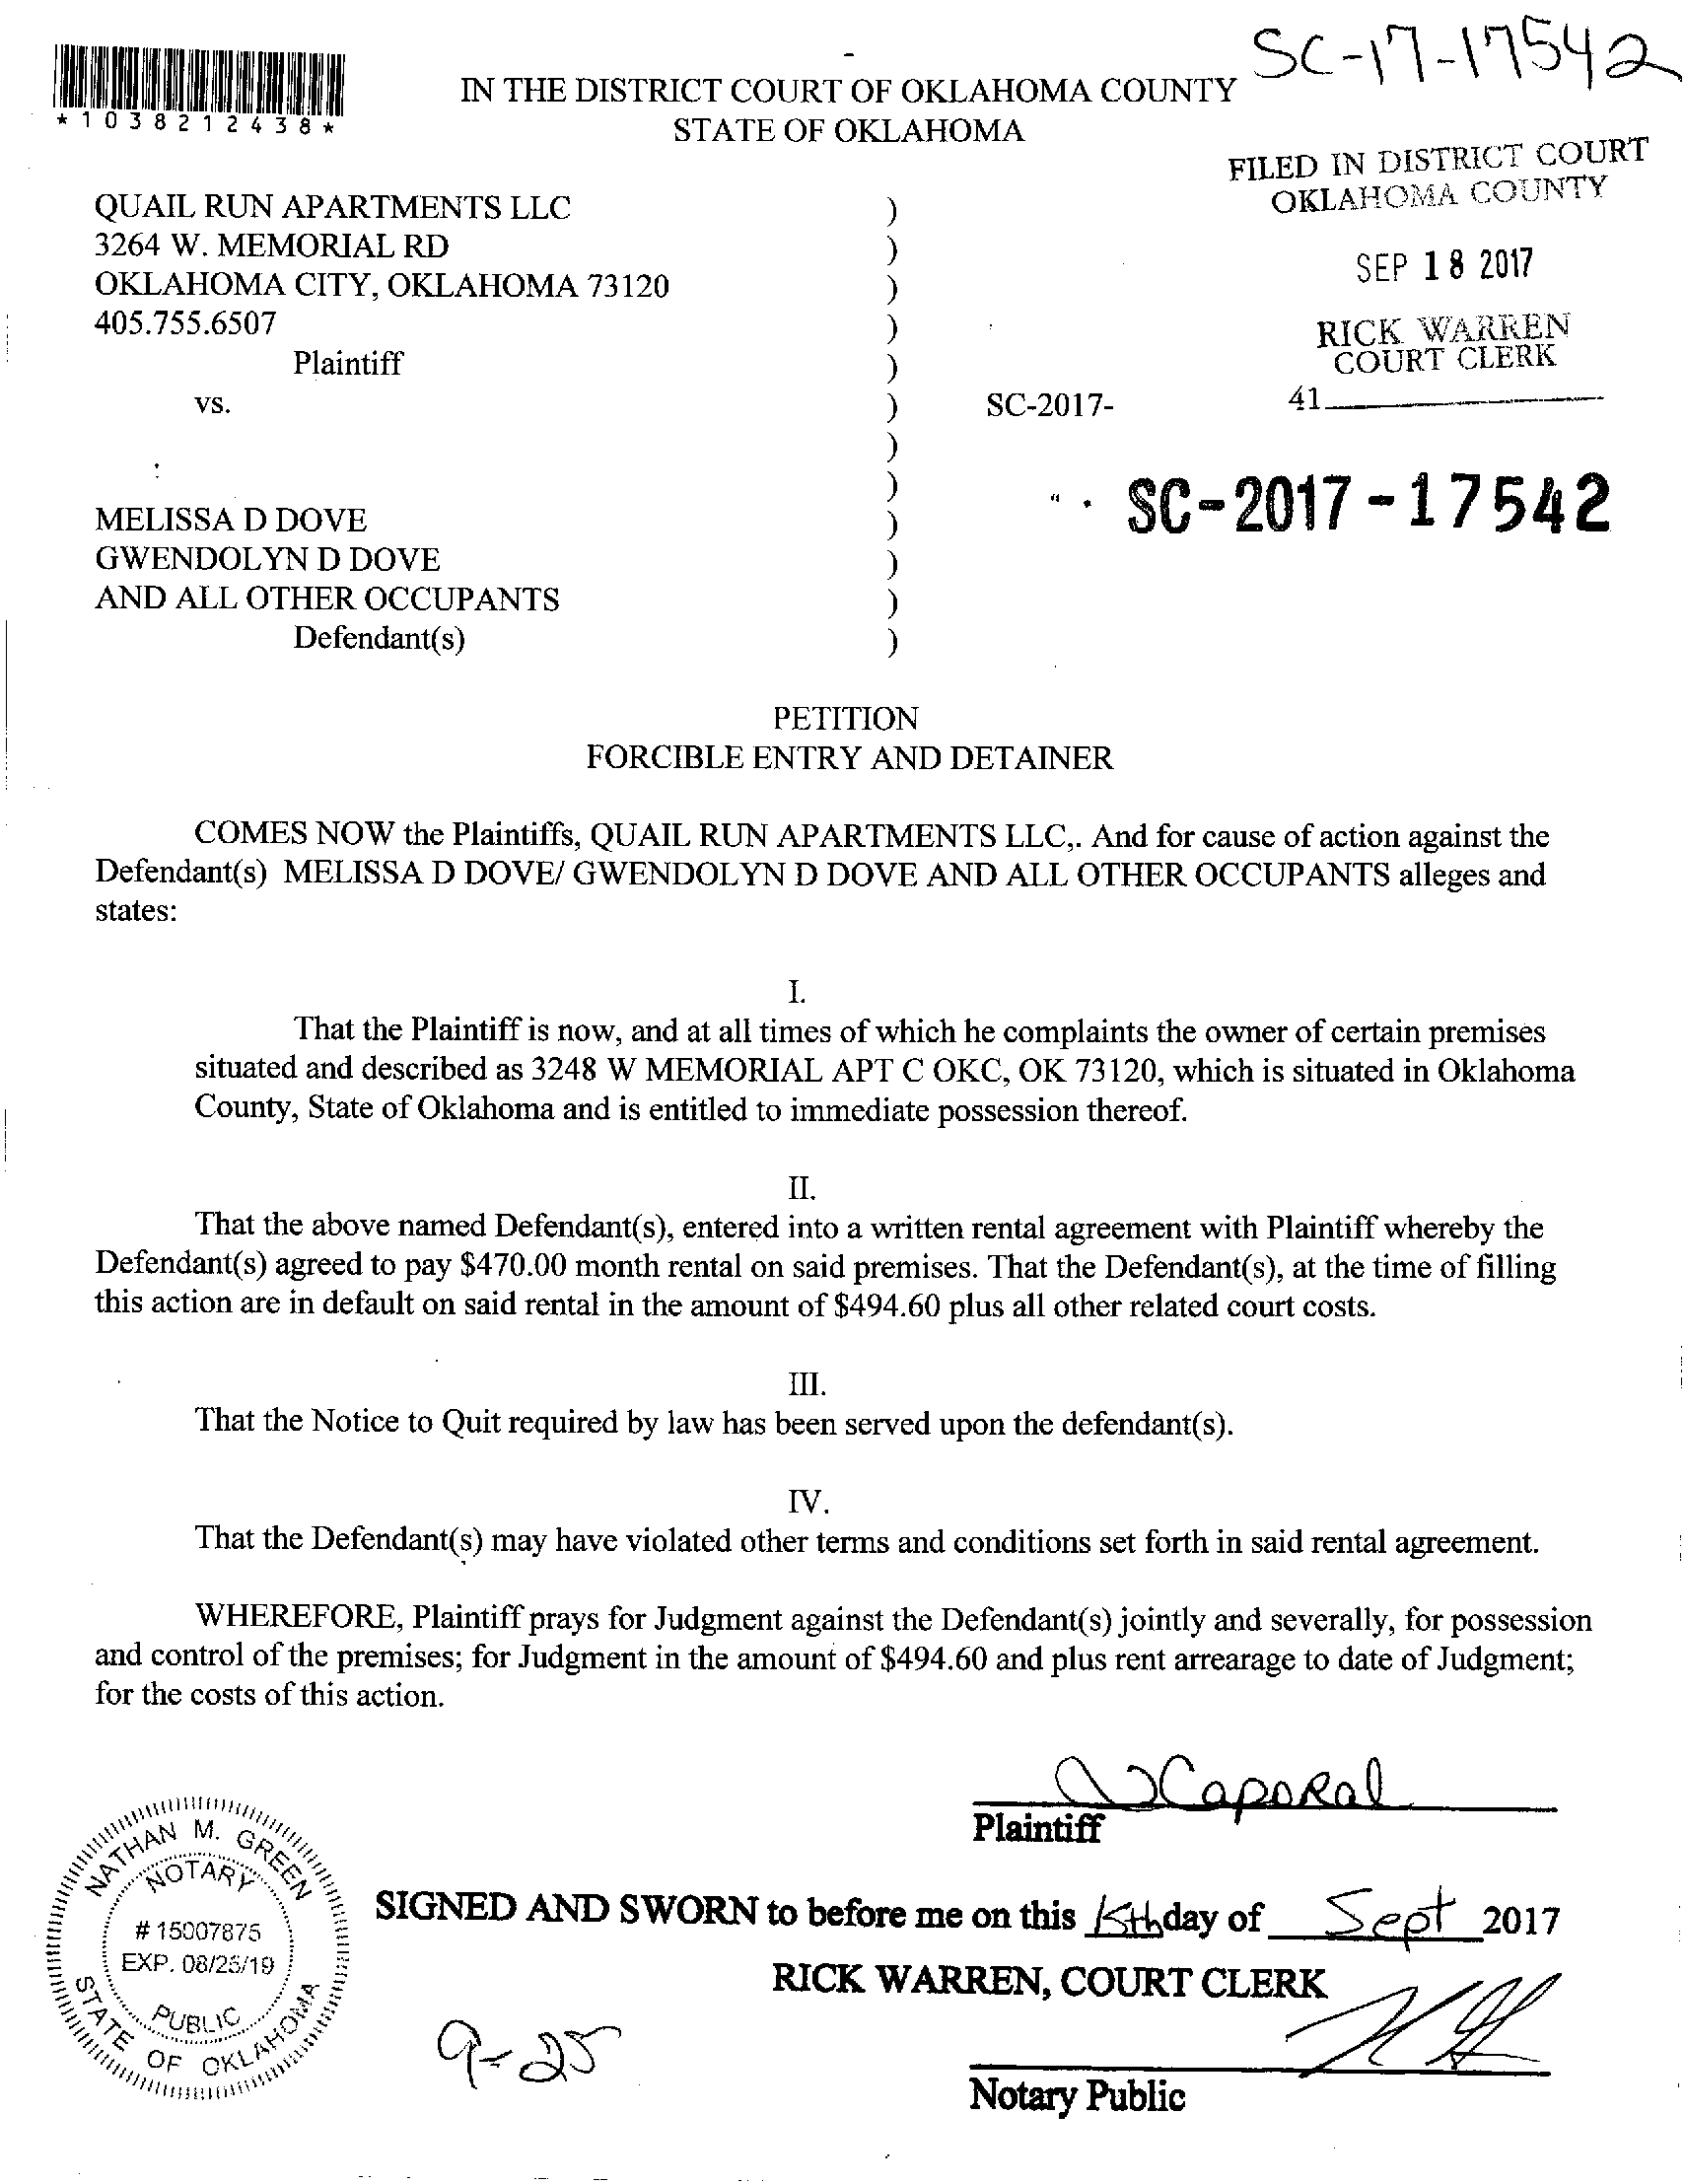 SC-17-17542
*1038212438*
IN THE DISTRICT COURT OF OKLAHOMA COUNTY
STATE OF OKLAHOMA
FILED IN DISTRICT COURT
OKLAHOMA COUNTY
SEP 18 2017
RICK WARREN
COURT CLERK
41
QUAIL RUN APARTMENTS LLC )
3264 W. MEMORIAL RD )
OKLAHOMA CITY, OKLAHOMA 73120 )
405.755.6507 )
Plaintiff )
vs. ) SC-2017-
)
)
SC-2017-17542
MELISSA D DOVE )
GWENDOLYN D DOVE )
AND ALL OTHER OCCUPANTS )
Defendant(s) )
PETITION
FORCIBLE ENTRY AND DETAINER
COMES NOW the Plaintiffs, QUAIL RUN APARTMENTS LLC,. And for cause of action against the
Defendant(s) MELISSA D DOVE/ GWENDOLYN D DOVE AND ALL OTHER OCCUPANTS alleges and
states:
I.
That the Plaintiff is now, and at all times of which he complaints the owner of certain premises
situated and described as 3248 W MEMORIAL APT C OKC, OK 73120, which is situated in Oklahoma
County, State of Oklahoma and is entitled to immediate possession thereof.
II.
That the above named Defendant(s), entered into a written rental agreement with Plaintiff whereby the
Defendant(s) agreed to pay $470.00 month rental on said premises. That the Defendant(s), at the time of filling
this action are in default on said rental in the amount of $494.60 plus all other related court costs.
III.
That the Notice to Quit required by law has been served upon the defendant(s).
IV.
That the Defendant(s) may have violated other terms and conditions set forth in said rental agreement.
WHEREFORE, Plaintiff prays for Judgment against the Defendant(s) jointly and severally, for possession
and control of the premises; for Judgment in the amount of $494.60 and plus rent arrearage to date of Judgment;
for the costs of this action.
Caporal
Plaintiff
NATHAN M. GREEN
NOTARY
# 15007875
EXP. 08/25/19
PUBLIC
STATE OF OKLAHOMA
SIGNED AND SWORN to before me on this 15th day of Sept 2017
RICK WARREN, COURT CLERK
9-25
Notary Public